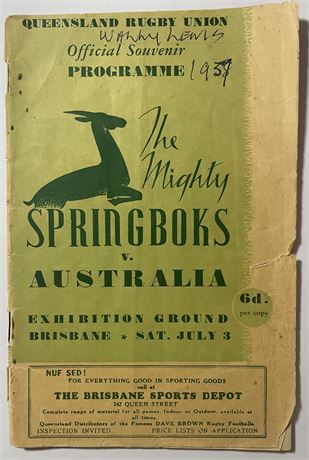 QUEENSLAND RUGBY UNION
WALLY LEWIS
Official Souvenir
PROGRAMME 1937
The
Mighty
SPRINGBOKS
v.
AUSTRALIA
6d.
per copy
EXHIBITION GROUND
BRISBANE ★ SAT. JULY 3
NUF SED!
FOR EVERYTHING GOOD IN SPORTING GOODS
call at
THE BRISBANE SPORTS DEPOT
342 QUEEN STREET
Complete range of material for all games, Indoor or Outdoor, available at
all times.
Queensland Distributors of the Famous DAVE BROWN Rugby Footballs.
INSPECTION INVITED. PRICE LISTS ON APPLICATION